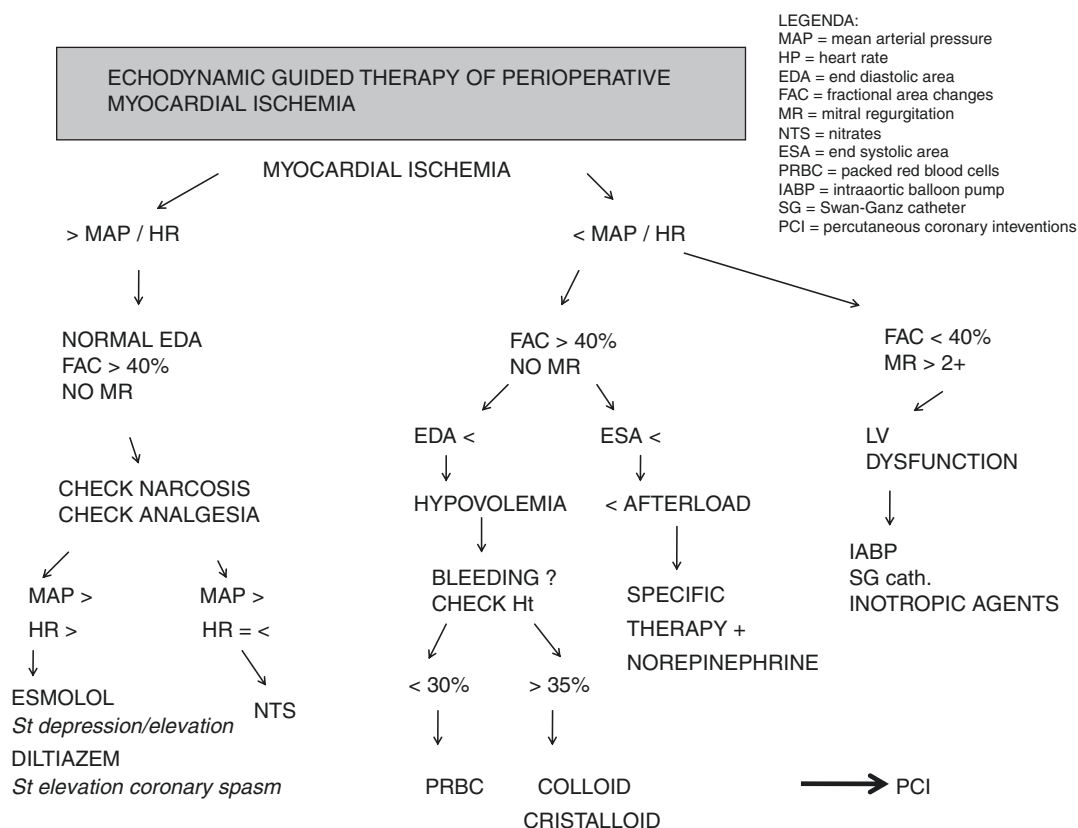 ECHODYNAMIC GUIDED THERAPY OF PERIOPERATIVE
MYOCARDIAL ISCHEMIA
LEGENDA:
MAP = mean arterial pressure
HP = heart rate
EDA = end diastolic area
FAC = fractional area changes
MR = mitral regurgitation
NTS = nitrates
ESA = end systolic area
PRBC = packed red blood cells
IABP = intraaortic balloon pump
SG = Swan-Ganz catheter
PCI = percutaneous coronary inteventions
MYOCARDIAL ISCHEMIA
> MAP / HR
< MAP / HR
NORMAL EDA
FAC > 40%
NO MR
FAC > 40%
NO MR
FAC < 40%
MR > 2+
EDA <
ESA <
LV
DYSFUNCTION
CHECK NARCOSIS
CHECK ANALGESIA
HYPOVOLEMIA
< AFTERLOAD
BLEEDING ?
CHECK Ht
SPECIFIC
THERAPY +
NOREPINEPHRINE
IABP
SG cath.
INOTROPIC AGENTS
MAP >
HR >
MAP >
HR = <
< 30%
> 35%
ESMOLOL
St depression/elevation
DILTIAZEM
St elevation coronary spasm
NTS
PRBC
COLLOID
CRISTALLOID
PCI